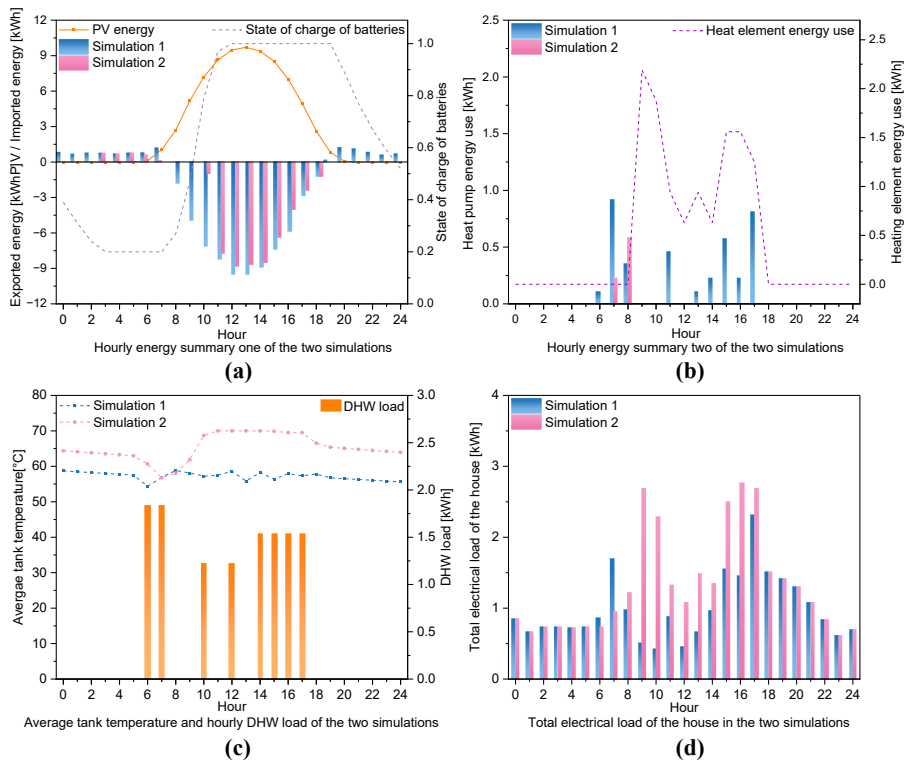 PV energy
State of charge of batteries
Simulation 1
Simulation 2
Exported energy [kWhP]V / Imported energy [kWh]
12
9
6
3
0
−3
−6
−9
−12
State of charge of batteries
1.0
0.8
0.6
0.4
0.2
0.0
0 2 4 6 8 10 12 14 16 18 20 22 24
Hour
Hourly energy summary one of the two simulations
(a)
Simulation 1
Simulation 2
Heat element energy use
Heat pump energy use [kWh]
2.5
2.0
1.5
1.0
0.5
0.0
Heating element energy use [kWh]
2.5
2.0
1.5
1.0
0.5
0.0
0 2 4 6 8 10 12 14 16 18 20 22 24
Hour
Hourly energy summary two of the two simulations
(b)
Simulation 1
Simulation 2
DHW load
Avergae tank temperature[°C]
80
70
60
50
40
30
20
10
0
DHW load [kWh]
3.0
2.5
2.0
1.5
1.0
0.5
0.0
0 2 4 6 8 10 12 14 16 18 20 22 24
Hour
Average tank temperature and hourly DHW load of the two simulations
(c)
Simulation 1
Simulation 2
Total electrical load of the house [kWh]
4
3
2
1
0
0 2 4 6 8 10 12 14 16 18 20 22 24
Hour
Total electrical load of the house in the two simulations
(d)